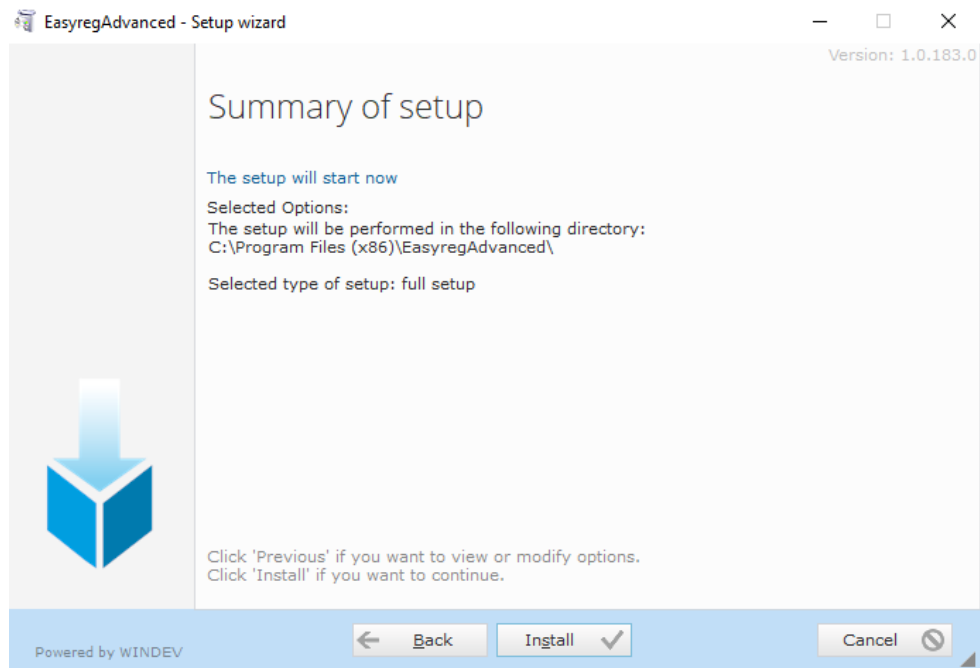 EasyregAdvanced - Setup wizard
Version: 1.0.183.0
Summary of setup
The setup will start now
Selected Options:
The setup will be performed in the following directory:
C:\Program Files (x86)\EasyregAdvanced\
Selected type of setup: full setup
Click 'Previous' if you want to view or modify options.
Click 'Install' if you want to continue.
Powered by WINDEV
Back
Install
Cancel